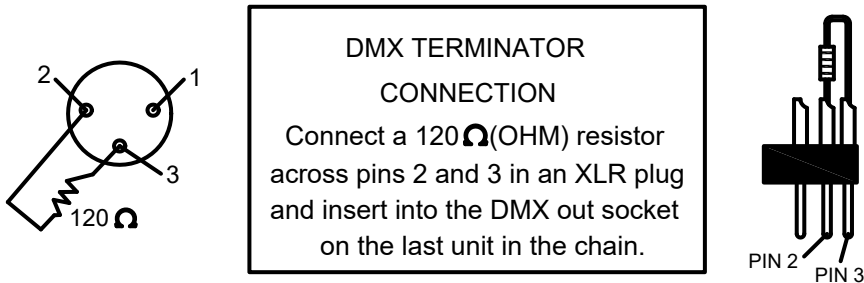 2
1
3
120 Ω
DMX TERMINATOR
CONNECTION
Connect a 120 Ω(OHM) resistor
across pins 2 and 3 in an XLR plug
and insert into the DMX out socket
on the last unit in the chain.
PIN 2
PIN 3